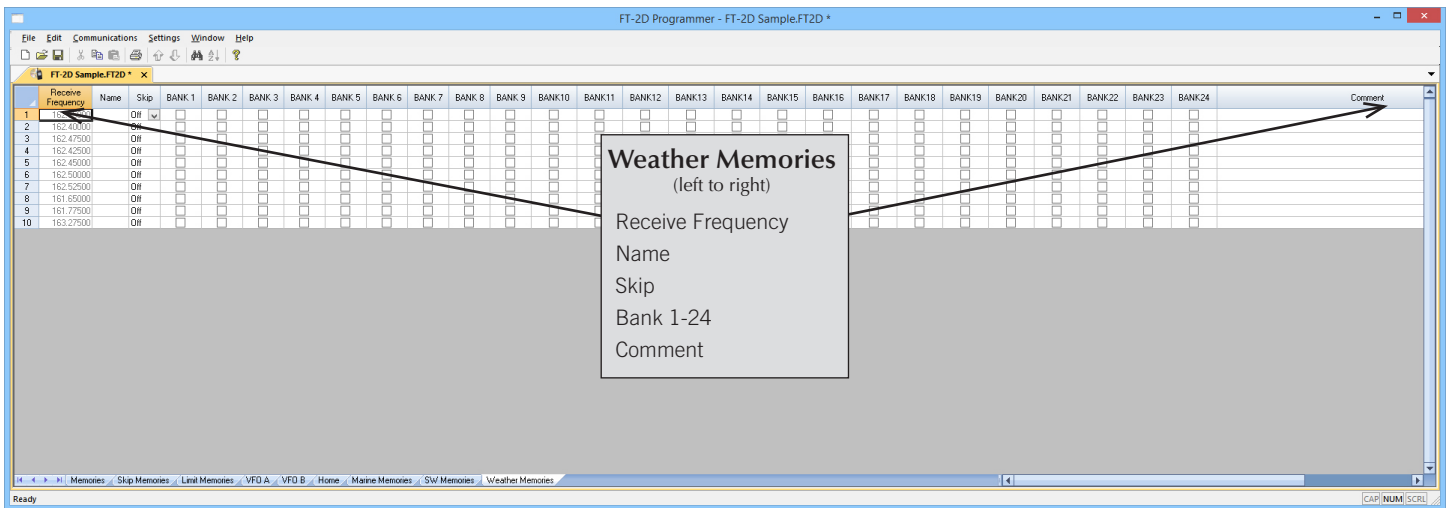 FT-2D Programmer - FT-2D Sample.FT2D *
File Edit Communications Settings Window Help
FT-2D Sample.FT2D * x
Receive Frequency Name Skip BANK 1 BANK 2 BANK 3 BANK 4 BANK 5 BANK 6 BANK 7 BANK 8 BANK 9 BANK10 BANK11 BANK12 BANK13 BANK14 BANK15 BANK16 BANK17 BANK18 BANK19 BANK20 BANK21 BANK22 BANK23 BANK24 Comment
1 Off
2 162.40000 Off
3 162.47500 Off
4 162.42500 Off
5 162.45000 Off
6 162.50000 Off
7 162.52500 Off
8 161.65000 Off
9 161.77500 Off
10 163.27500 Off
Weather Memories
(left to right)
Receive Frequency
Name
Skip
Bank 1-24
Comment
Memories Skip Memories Limit Memories VFO A VFO B Home Marine Memories SW Memories Weather Memories
Ready CAP NUM SCRL